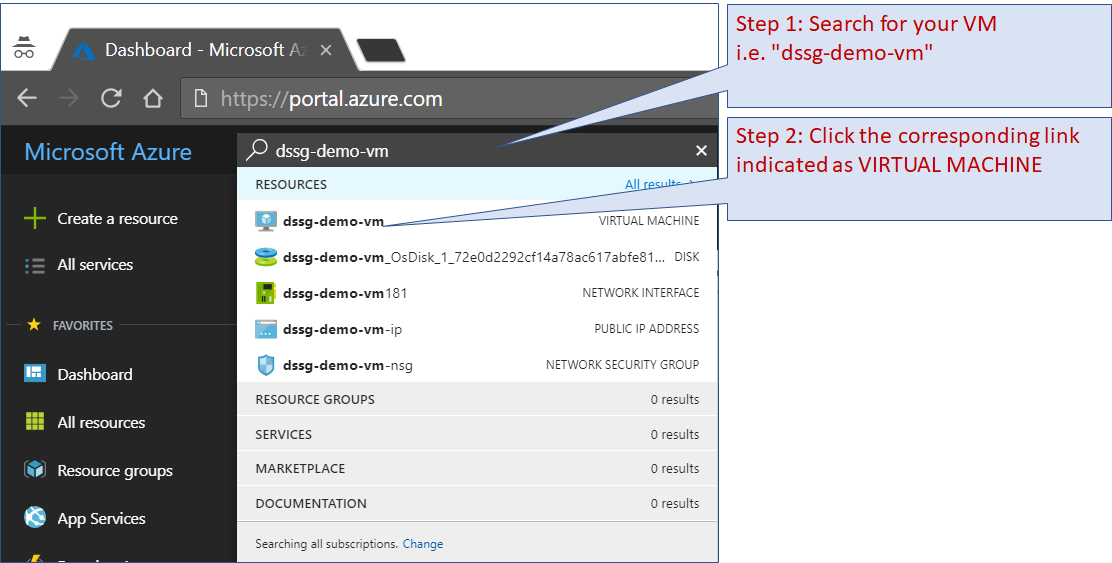 Dashboard - Microsoft Az
https://portal.azure.com
Step 1: Search for your VM
i.e. "dssg-demo-vm"
Step 2: Click the corresponding link
indicated as VIRTUAL MACHINE
Microsoft Azure
Create a resource
All services
FAVORITES
Dashboard
All resources
Resource groups
App Services
dssg-demo-vm
RESOURCES All results
dssg-demo-vm VIRTUAL MACHINE
dssg-demo-vm_OsDisk_1_72e0d2292cf14a78ac617abfe81... DISK
dssg-demo-vm181 NETWORK INTERFACE
dssg-demo-vm-ip PUBLIC IP ADDRESS
dssg-demo-vm-nsg NETWORK SECURITY GROUP
RESOURCE GROUPS 0 results
SERVICES 0 results
MARKETPLACE 0 results
DOCUMENTATION 0 results
Searching all subscriptions. Change